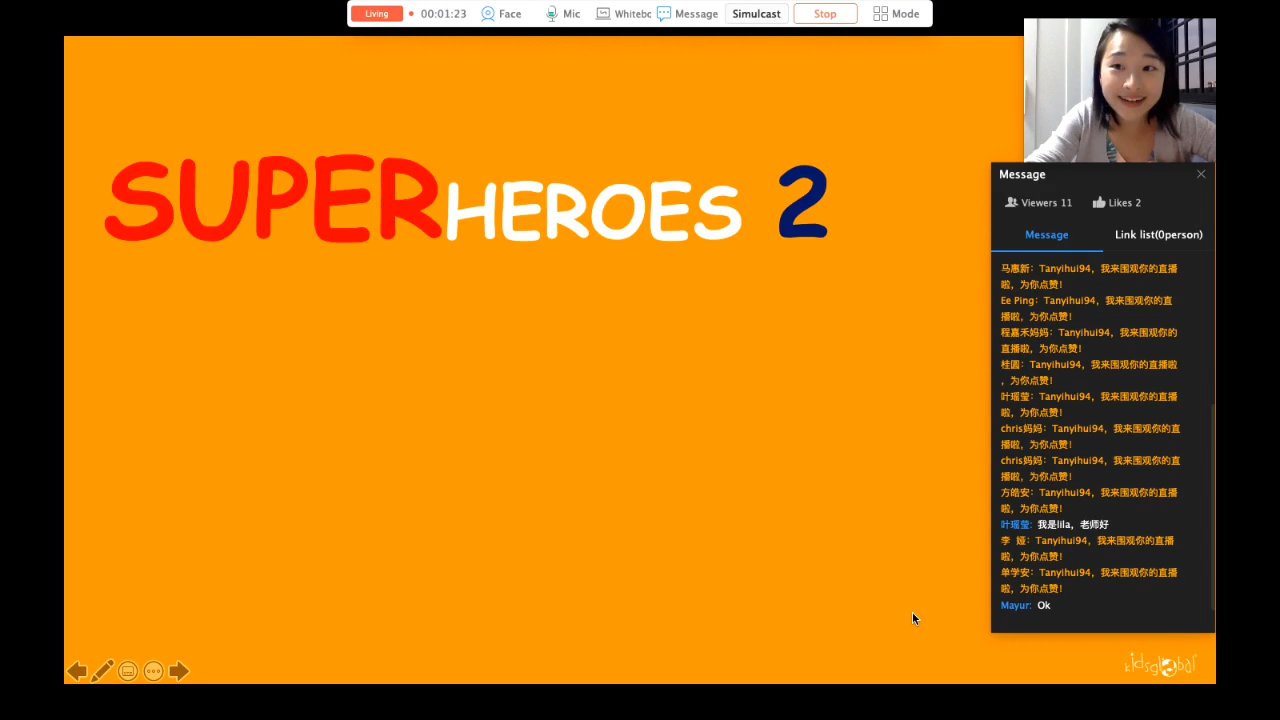 Living 00:01:23 Face Mic Whitebc Message Simulcast Stop Mode
SUPERHEROES 2
Message
Viewers 11 Likes 2
Message Link list(0person)
马惠新：Tanyihui94，我来围观你的直播
啦，为你点赞！
Ee Ping：Tanyihui94，我来围观你的直
播啦，为你点赞！
程嘉禾妈妈：Tanyihui94，我来围观你的
直播啦，为你点赞！
桂圆：Tanyihui94，我来围观你的直播啦
，为你点赞！
叶瑶莹：Tanyihui94，我来围观你的直播
啦，为你点赞！
chris妈妈：Tanyihui94，我来围观你的直
播啦，为你点赞！
chris妈妈：Tanyihui94，我来围观你的直
播啦，为你点赞！
方皓安：Tanyihui94，我来围观你的直播
啦，为你点赞！
叶瑶莹：我是lila，老师好
李 娅：Tanyihui94，我来围观你的直播
啦，为你点赞！
单学安：Tanyihui94，我来围观你的直播
啦，为你点赞！
Mayur: Ok
kidsglobal